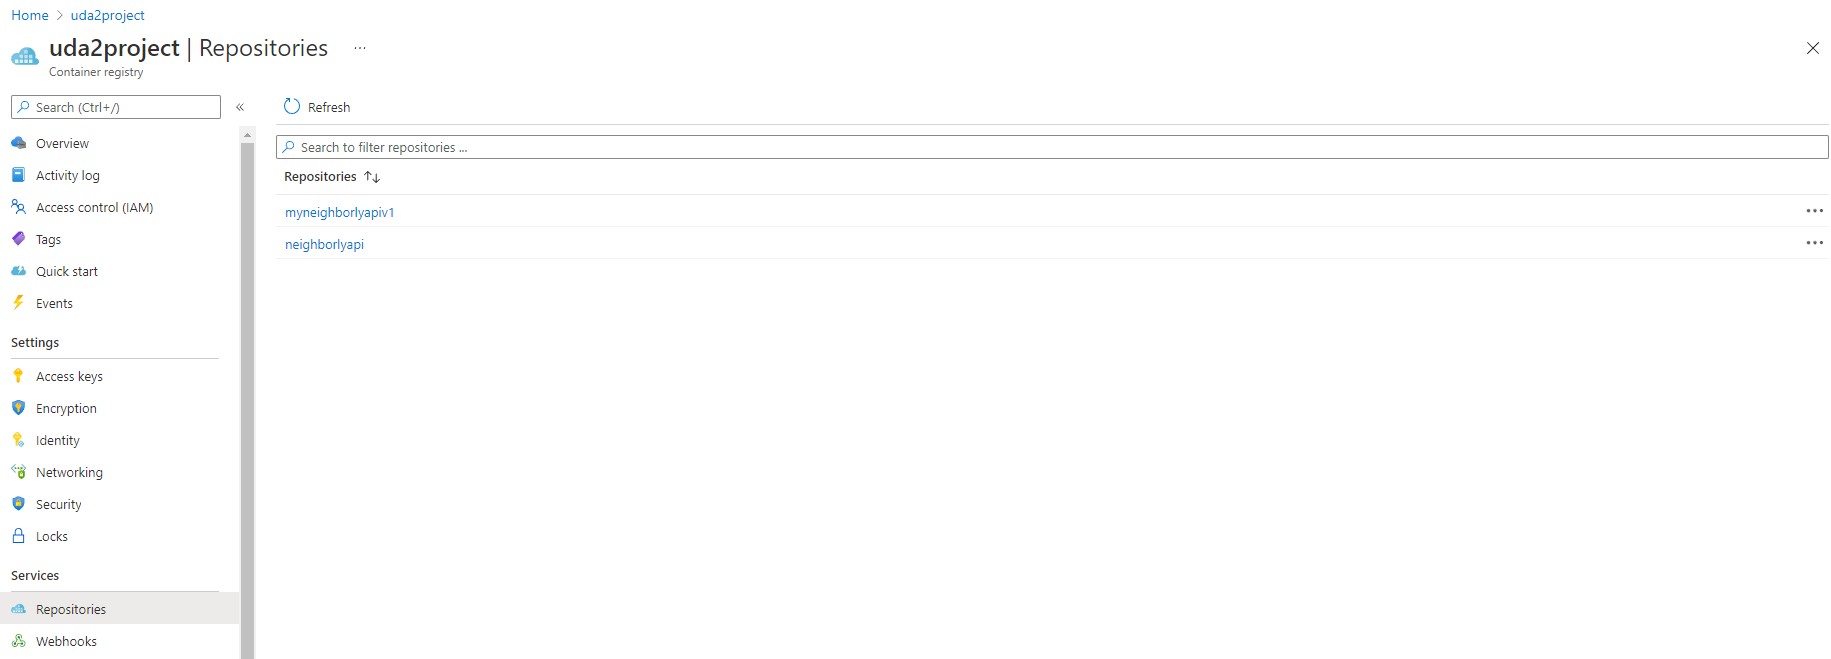 Home > uda2project
uda2project | Repositories ...
Container registry
Search (Ctrl+/) «
Overview
Activity log
Access control (IAM)
Tags
Quick start
Events
Settings
Access keys
Encryption
Identity
Networking
Security
Locks
Services
Repositories
Webhooks
Refresh
Search to filter repositories ...
Repositories ↑↓
myneighborlyapiv1
neighborlyapi